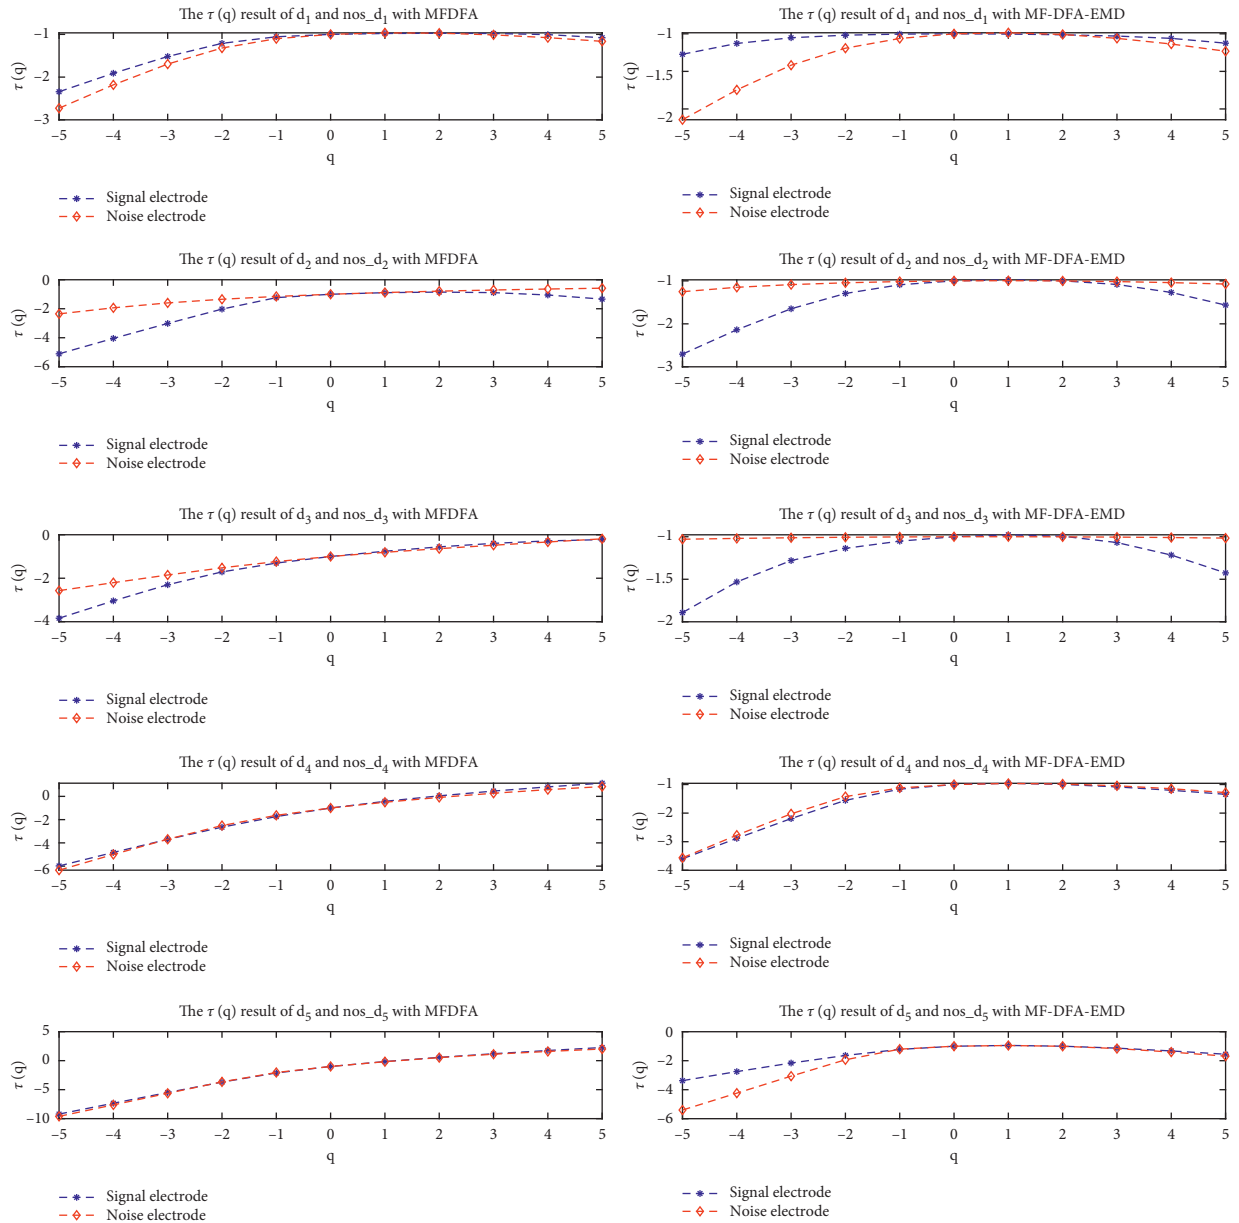 The τ (q) result of d1 and nos_d1 with MFDFA
–1
–2
–3
τ (q)
–5 –4 –3 –2 –1 0 1 2 3 4 5
q
Signal electrode
Noise electrode
The τ (q) result of d1 and nos_d1 with MF-DFA-EMD
–1
–1.5
–2
τ (q)
–5 –4 –3 –2 –1 0 1 2 3 4 5
q
Signal electrode
Noise electrode
The τ (q) result of d2 and nos_d2 with MFDFA
0
–2
–4
–6
τ (q)
–5 –4 –3 –2 –1 0 1 2 3 4 5
q
Signal electrode
Noise electrode
The τ (q) result of d2 and nos_d2 with MF-DFA-EMD
–1
–2
–3
τ (q)
–5 –4 –3 –2 –1 0 1 2 3 4 5
q
Signal electrode
Noise electrode
The τ (q) result of d3 and nos_d3 with MFDFA
0
–2
–4
τ (q)
–5 –4 –3 –2 –1 0 1 2 3 4 5
q
Signal electrode
Noise electrode
The τ (q) result of d3 and nos_d3 with MF-DFA-EMD
–1
–1.5
–2
τ (q)
–5 –4 –3 –2 –1 0 1 2 3 4 5
q
Signal electrode
Noise electrode
The τ (q) result of d4 and nos_d4 with MFDFA
0
–2
–4
–6
τ (q)
–5 –4 –3 –2 –1 0 1 2 3 4 5
q
Signal electrode
Noise electrode
The τ (q) result of d4 and nos_d4 with MF-DFA-EMD
–1
–2
–3
–4
τ (q)
–5 –4 –3 –2 –1 0 1 2 3 4 5
q
Signal electrode
Noise electrode
The τ (q) result of d5 and nos_d5 with MFDFA
5
0
–5
–10
τ (q)
–5 –4 –3 –2 –1 0 1 2 3 4 5
q
Signal electrode
Noise electrode
The τ (q) result of d5 and nos_d5 with MF-DFA-EMD
0
–2
–4
–6
τ (q)
–5 –4 –3 –2 –1 0 1 2 3 4 5
q
Signal electrode
Noise electrode